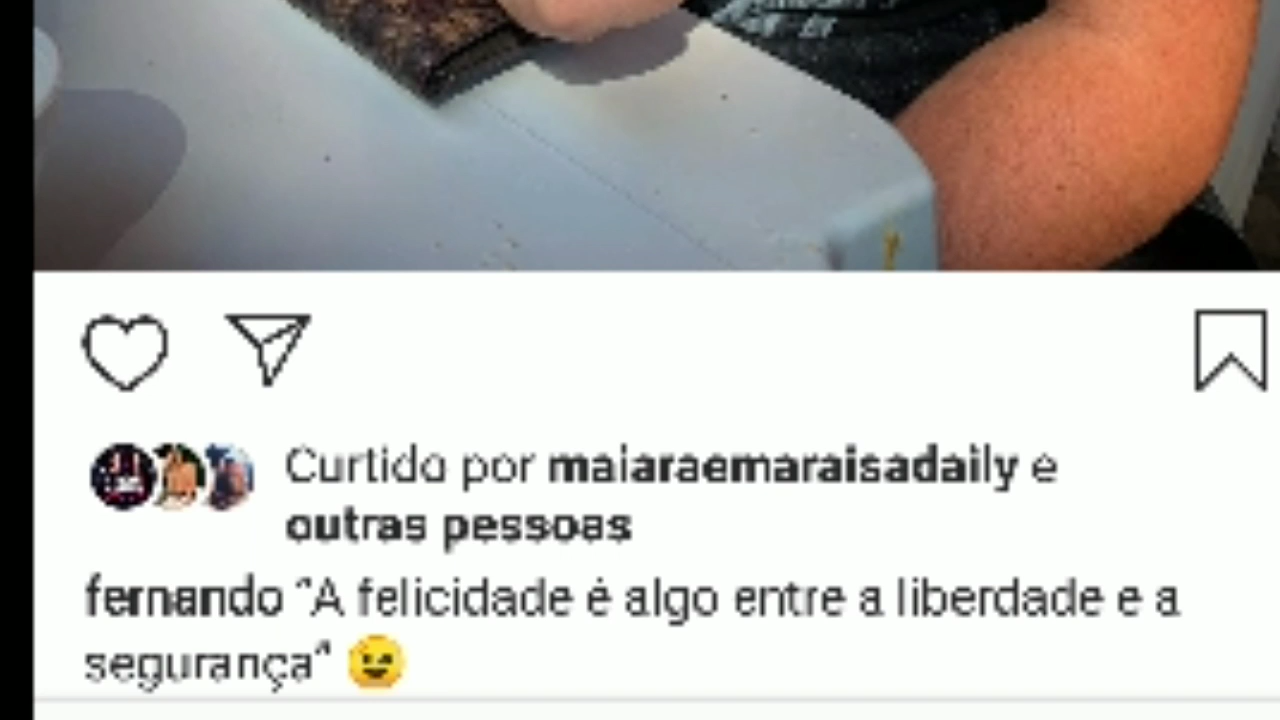 Curtido por maiaraemaraisadaily e
outras pessoas
fernando "A felicidade é algo entre a liberdade e a
segurança" 😉